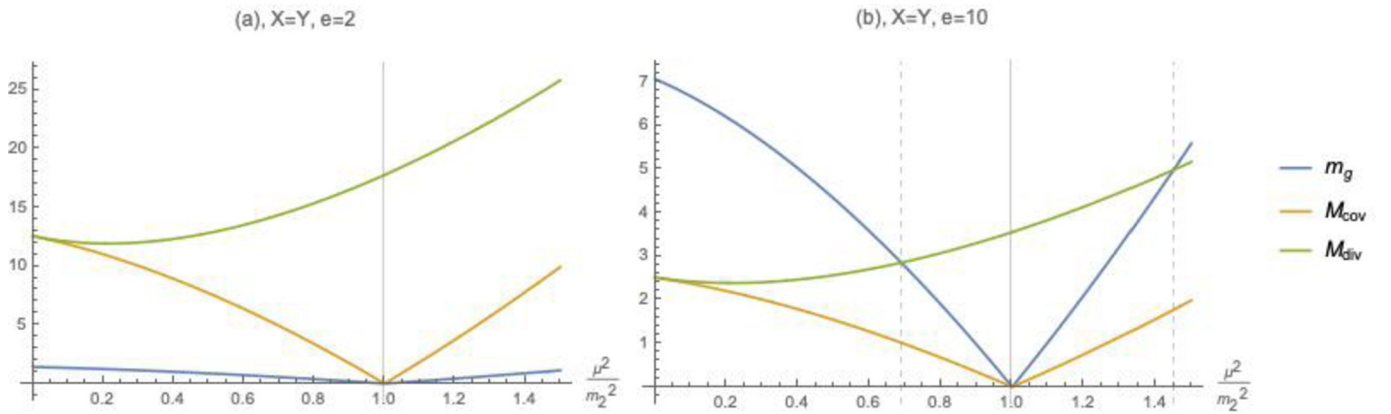 (a), X=Y, e=2
25
20
15
10
5
0.2 0.4 0.6 0.8 1.0 1.2 1.4
μ²
m₂²
(b), X=Y, e=10
7
6
5
4
3
2
1
0.2 0.4 0.6 0.8 1.0 1.2 1.4
μ²
m₂²
m_g
M_cov
M_div